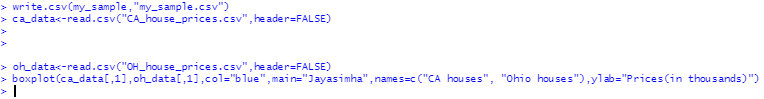 > write.csv(my_sample,"my_sample.csv")
> ca_data<-read.csv("CA_house_prices.csv",header=FALSE)
>
>
> oh_data<-read.csv("OH_house_prices.csv",header=FALSE)
> boxplot(ca_data[,1],oh_data[,1],col="blue",main="Jayasimha",names=c("CA houses", "Ohio houses"),ylab="Prices(in thousands)")
>